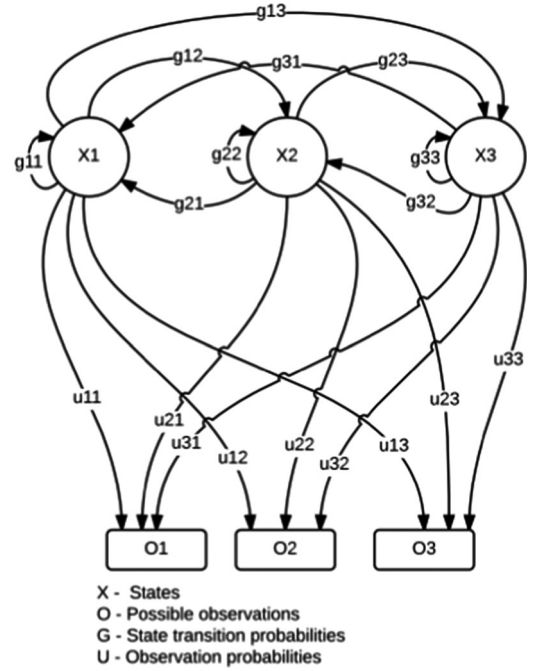 g13
g12
g31
g23
g11
X1
g22
X2
g33
X3
g21
g32
u11
u21
u31
u12
u22
u32
u13
u23
u33
O1
O2
O3
X - States
O - Possible observations
G - State transition probabilities
U - Observation probabilities